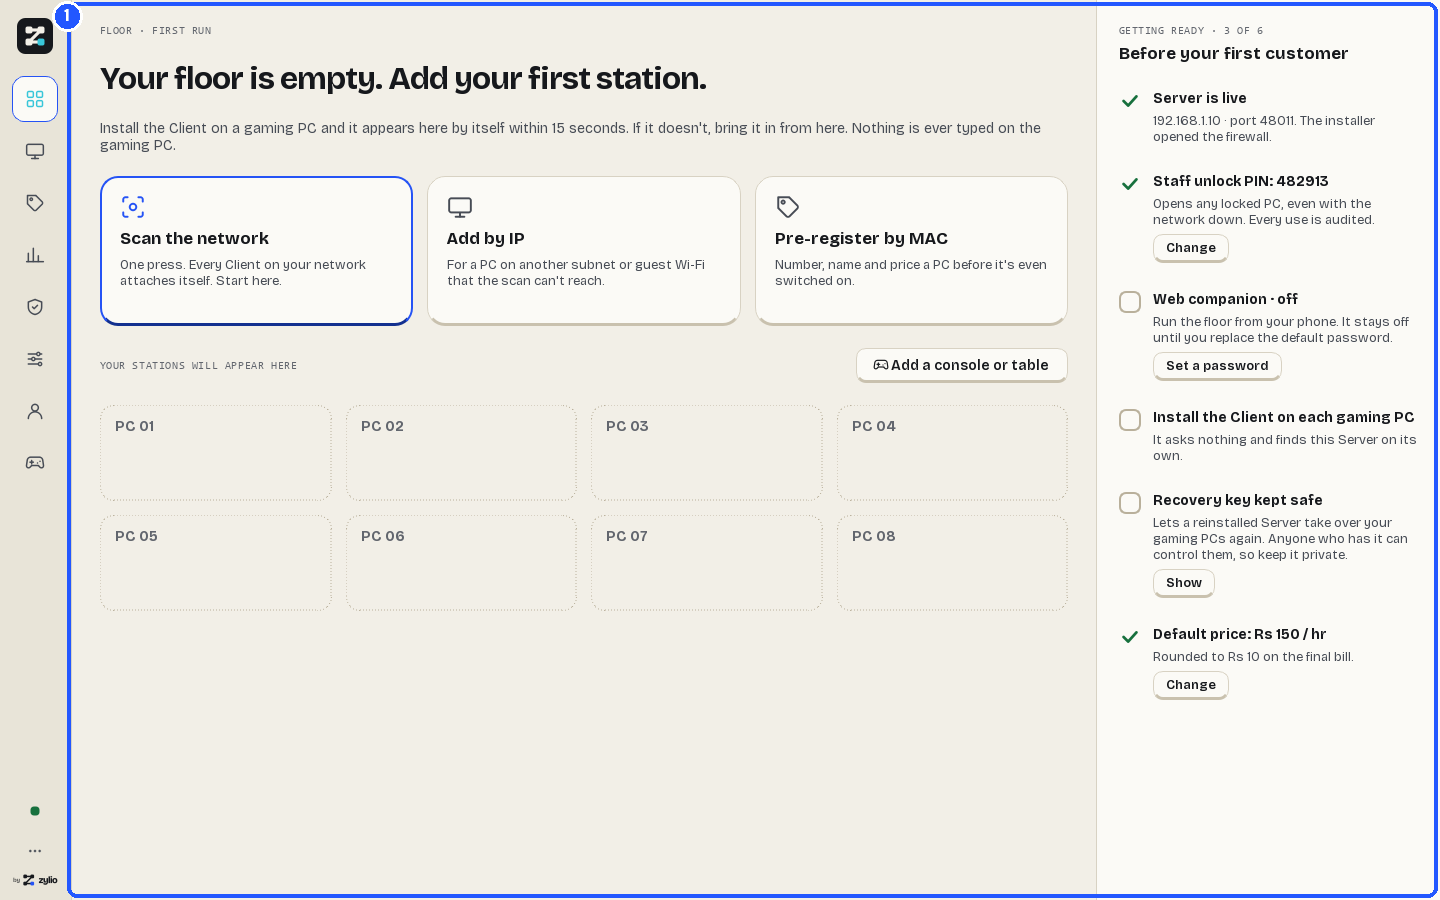 1
FLOOR · FIRST RUN
Your floor is empty. Add your first station.
Install the Client on a gaming PC and it appears here by itself within 15 seconds. If it doesn't, bring it in from here. Nothing is ever typed on the
gaming PC.
Scan the network
One press. Every Client on your network
attaches itself. Start here.
Add by IP
For a PC on another subnet or guest Wi-Fi
that the scan can't reach.
Pre-register by MAC
Number, name and price a PC before it's even
switched on.
YOUR STATIONS WILL APPEAR HERE
Add a console or table
PC 01
PC 02
PC 03
PC 04
PC 05
PC 06
PC 07
PC 08
GETTING READY · 3 OF 6
Before your first customer
Server is live
192.168.1.10 · port 48011. The installer
opened the firewall.
Staff unlock PIN: 482913
Opens any locked PC, even with the
network down. Every use is audited.
Change
Web companion · off
Run the floor from your phone. It stays off
until you replace the default password.
Set a password
Install the Client on each gaming PC
It asks nothing and finds this Server on its
own.
Recovery key kept safe
Lets a reinstalled Server take over your
gaming PCs again. Anyone who has it can
control them, so keep it private.
Show
Default price: Rs 150 / hr
Rounded to Rs 10 on the final bill.
Change
by zylio